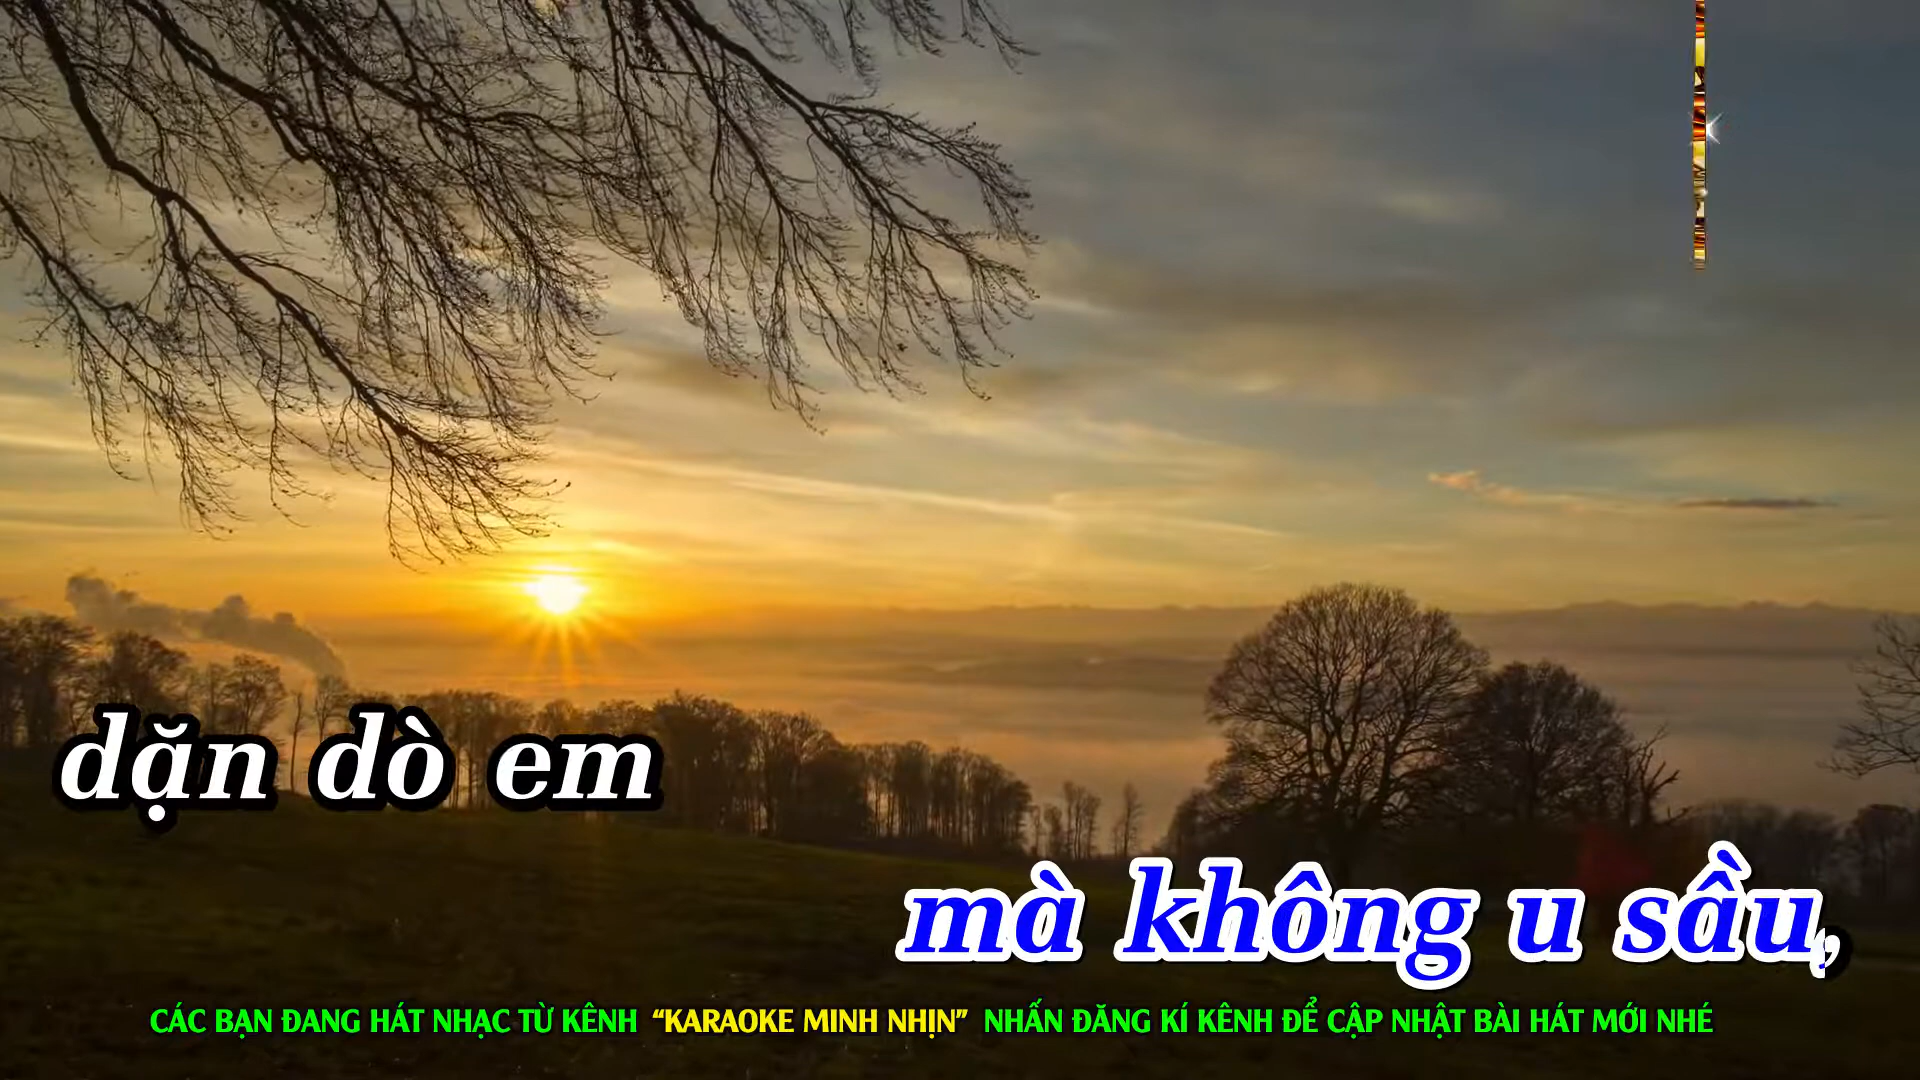 dặn dò em
mà không u sầu,
CÁC BẠN ĐANG HÁT NHẠC TỪ KÊNH “KARAOKE MINH NHỊN” NHẤN ĐĂNG KÍ KÊNH ĐỂ CẬP NHẬT BÀI HÁT MỚI NHÉ